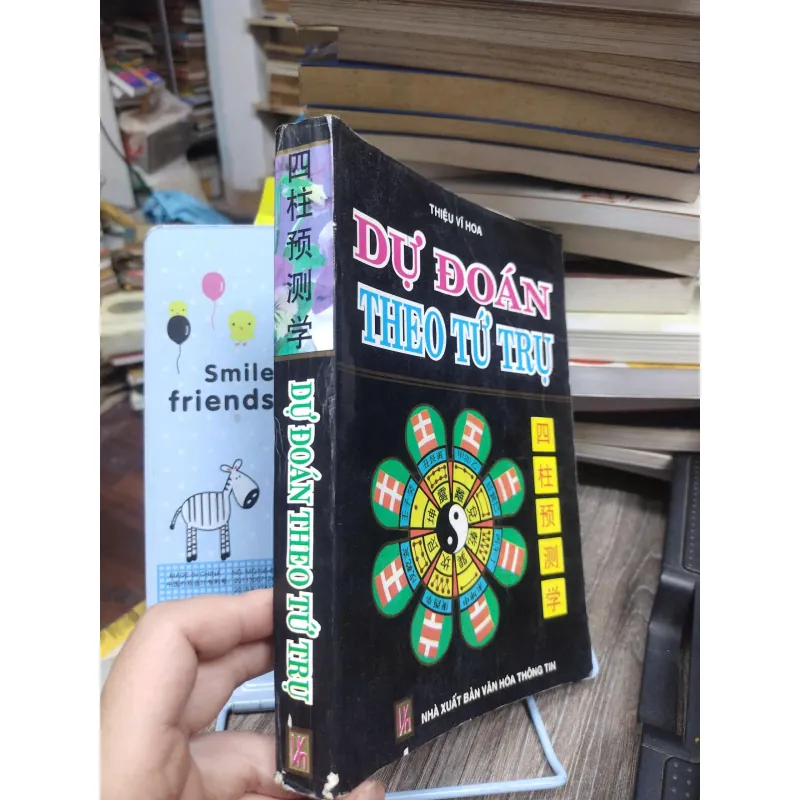 四柱预测学
DỰ ĐOÁN THEO TỨ TRỤ
THIỆU VĨ HOA
DỰ ĐOÁN
THEO TỨ TRỤ
四
柱
预
测
学
NHÀ XUẤT BẢN VĂN HÓA THÔNG TIN
Smile
friends